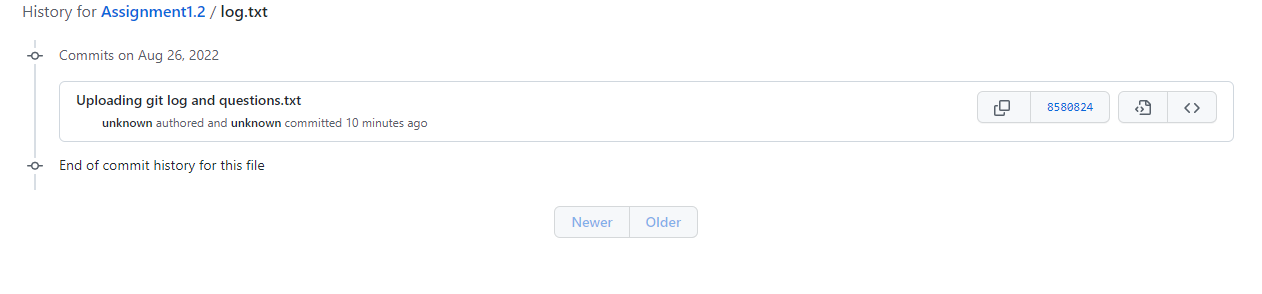 History for Assignment1.2 / log.txt
Commits on Aug 26, 2022
Uploading git log and questions.txt
8580824
unknown authored and unknown committed 10 minutes ago
End of commit history for this file
Newer Older